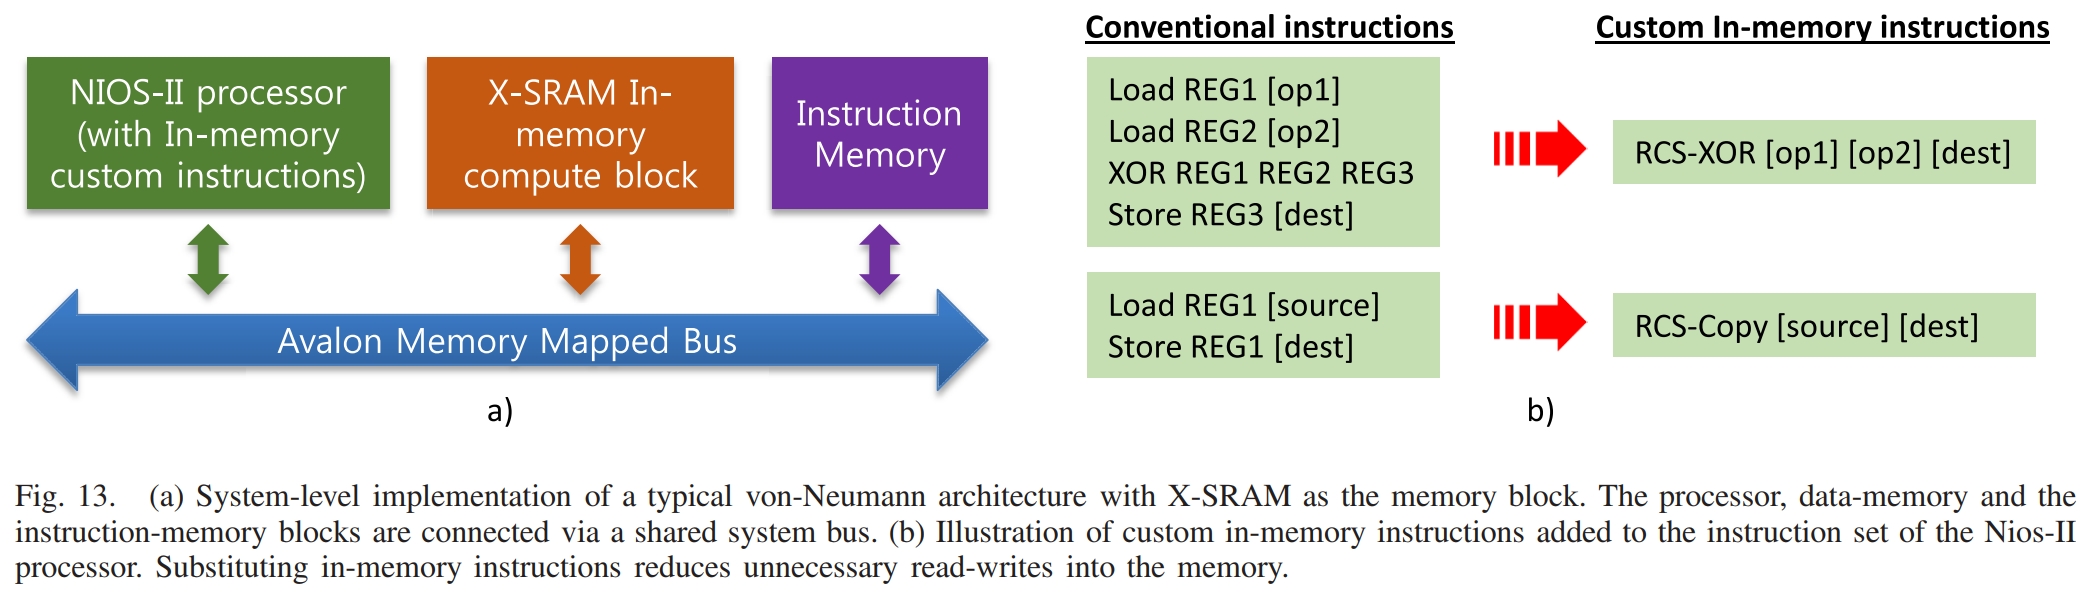 NIOS-II processor
(with In-memory
custom instructions)
X-SRAM In-
memory
compute block
Instruction
Memory
Avalon Memory Mapped Bus
a)
Conventional instructions
Load REG1 [op1]
Load REG2 [op2]
XOR REG1 REG2 REG3
Store REG3 [dest]
Load REG1 [source]
Store REG1 [dest]
Custom In-memory instructions
RCS-XOR [op1] [op2] [dest]
RCS-Copy [source] [dest]
b)
Fig. 13. (a) System-level implementation of a typical von-Neumann architecture with X-SRAM as the memory block. The processor, data-memory and the
instruction-memory blocks are connected via a shared system bus. (b) Illustration of custom in-memory instructions added to the instruction set of the Nios-II
processor. Substituting in-memory instructions reduces unnecessary read-writes into the memory.